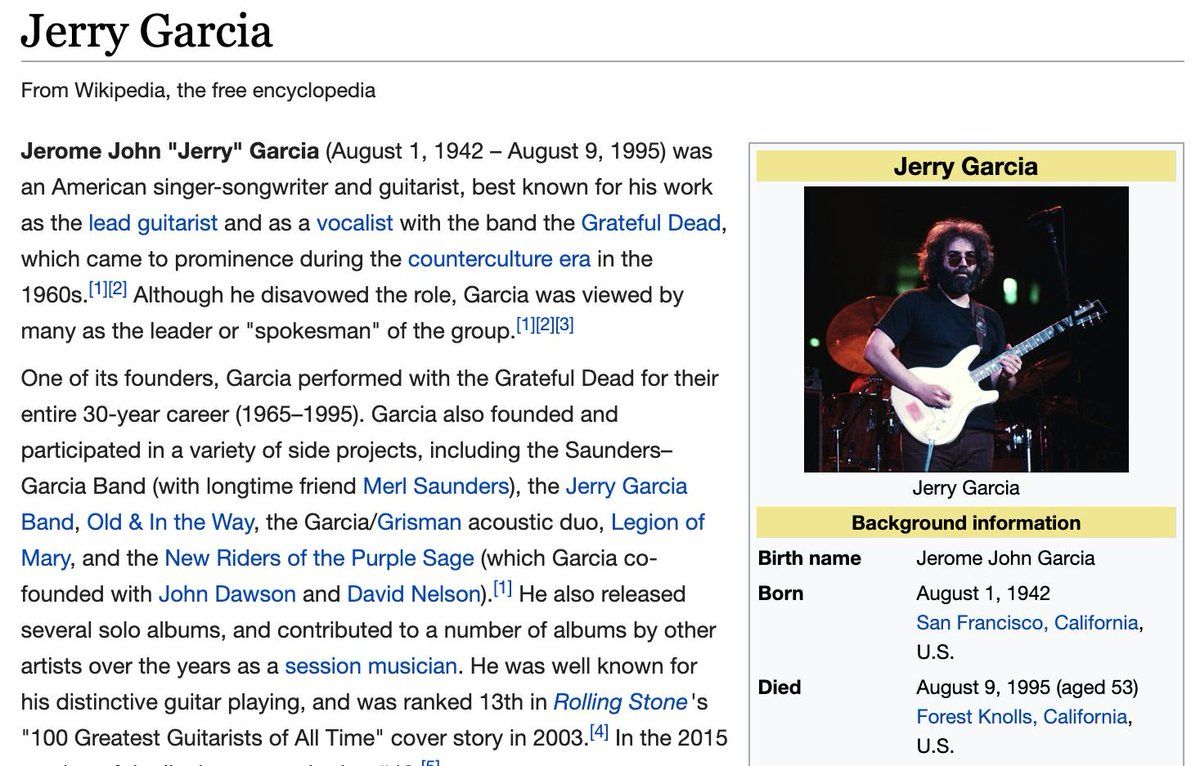 Jerry Garcia
From Wikipedia, the free encyclopedia
Jerome John "Jerry" Garcia (August 1, 1942 – August 9, 1995) was
an American singer-songwriter and guitarist, best known for his work
as the lead guitarist and as a vocalist with the band the Grateful Dead,
which came to prominence during the counterculture era in the
1960s.[1][2] Although he disavowed the role, Garcia was viewed by
many as the leader or "spokesman" of the group.[1][2][3]
One of its founders, Garcia performed with the Grateful Dead for their
entire 30-year career (1965–1995). Garcia also founded and
participated in a variety of side projects, including the Saunders–
Garcia Band (with longtime friend Merl Saunders), the Jerry Garcia
Band, Old & In the Way, the Garcia/Grisman acoustic duo, Legion of
Mary, and the New Riders of the Purple Sage (which Garcia co-
founded with John Dawson and David Nelson).[1] He also released
several solo albums, and contributed to a number of albums by other
artists over the years as a session musician. He was well known for
his distinctive guitar playing, and was ranked 13th in Rolling Stone's
"100 Greatest Guitarists of All Time" cover story in 2003.[4] In the 2015
Jerry Garcia
Jerry Garcia
Background information
Birth name Jerome John Garcia
Born August 1, 1942
San Francisco, California,
U.S.
Died August 9, 1995 (aged 53)
Forest Knolls, California,
U.S.